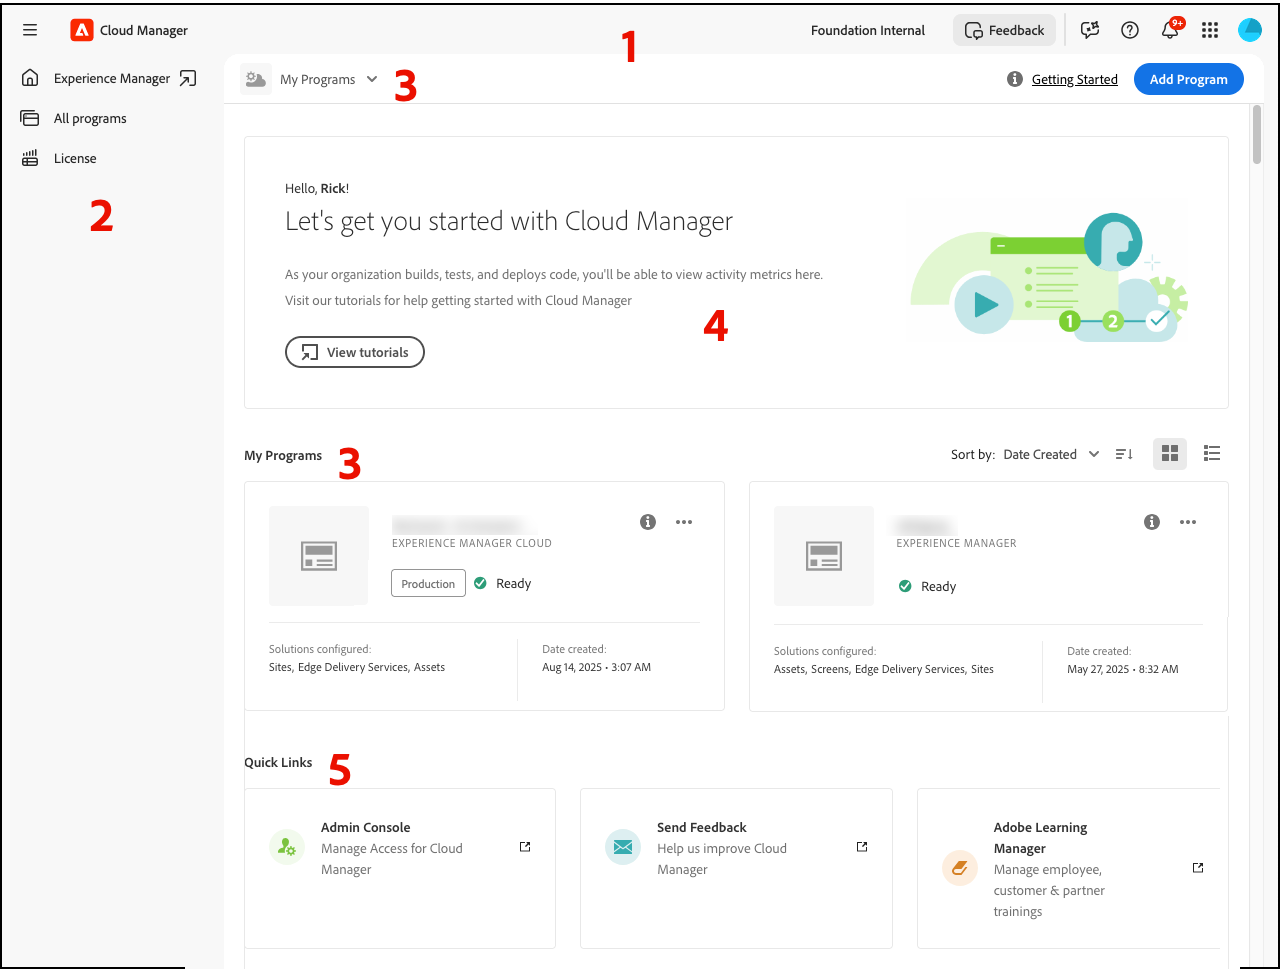 Cloud Manager
Foundation Internal
Feedback
9+
1
Experience Manager
All programs
License
2
My Programs
3
Getting Started
Add Program
Hello, Rick!
Let's get you started with Cloud Manager
As your organization builds, tests, and deploys code, you'll be able to view activity metrics here.
Visit our tutorials for help getting started with Cloud Manager
4
View tutorials
1 2
My Programs
3
Sort by: Date Created
EXPERIENCE MANAGER CLOUD
Production
Ready
Solutions configured:
Sites, Edge Delivery Services, Assets
Date created:
Aug 14, 2025 • 3:07 AM
EXPERIENCE MANAGER
Ready
Solutions configured:
Assets, Screens, Edge Delivery Services, Sites
Date created:
May 27, 2025 • 8:32 AM
Quick Links
5
Admin Console
Manage Access for Cloud
Manager
Send Feedback
Help us improve Cloud
Manager
Adobe Learning
Manager
Manage employee,
customer & partner
trainings